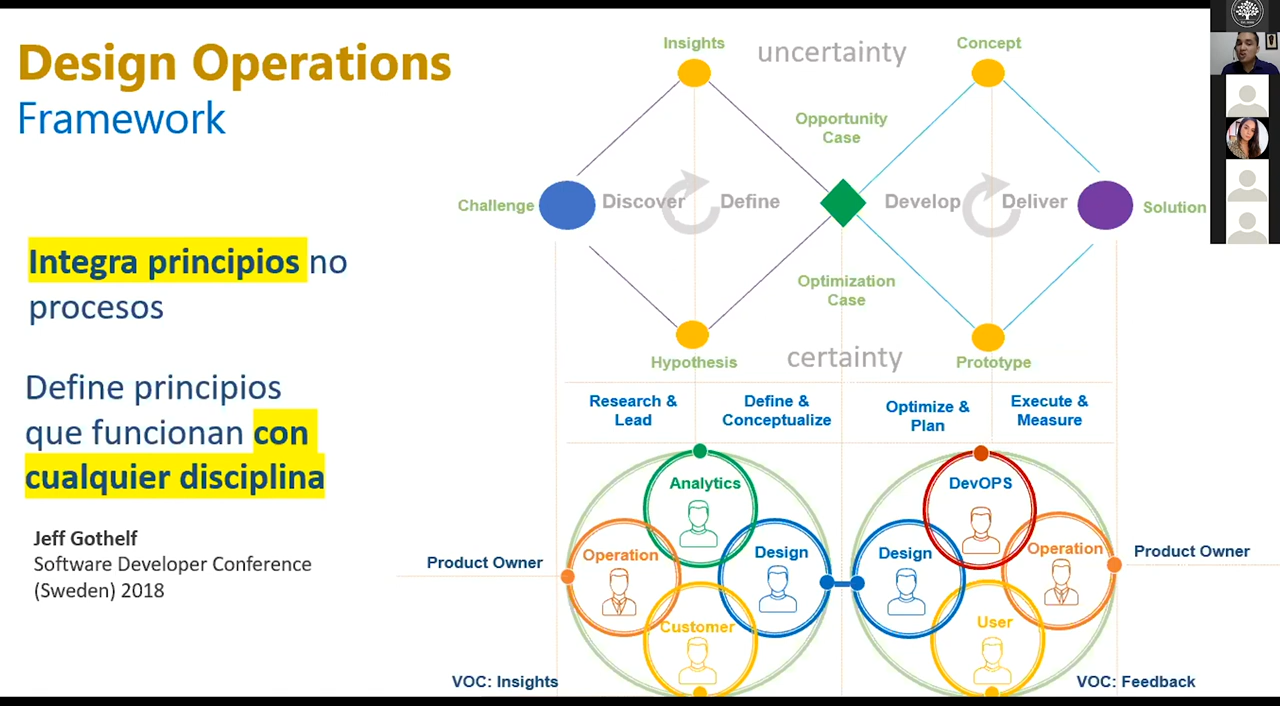 Design Operations
Framework
Integra principios no
procesos
Define principios
que funcionan con
cualquier disciplina
Jeff Gothelf
Software Developer Conference
(Sweden) 2018
Insights
uncertainty
Concept
Opportunity
Case
Challenge
Discover
Define
Develop
Deliver
Solution
Optimization
Case
Hypothesis
certainty
Prototype
Research &
Lead
Define &
Conceptualize
Optimize &
Plan
Execute &
Measure
Analytics
DevOPS
Product Owner
Operation
Design
Design
Operation
Product Owner
Customer
User
VOC: Insights
VOC: Feedback